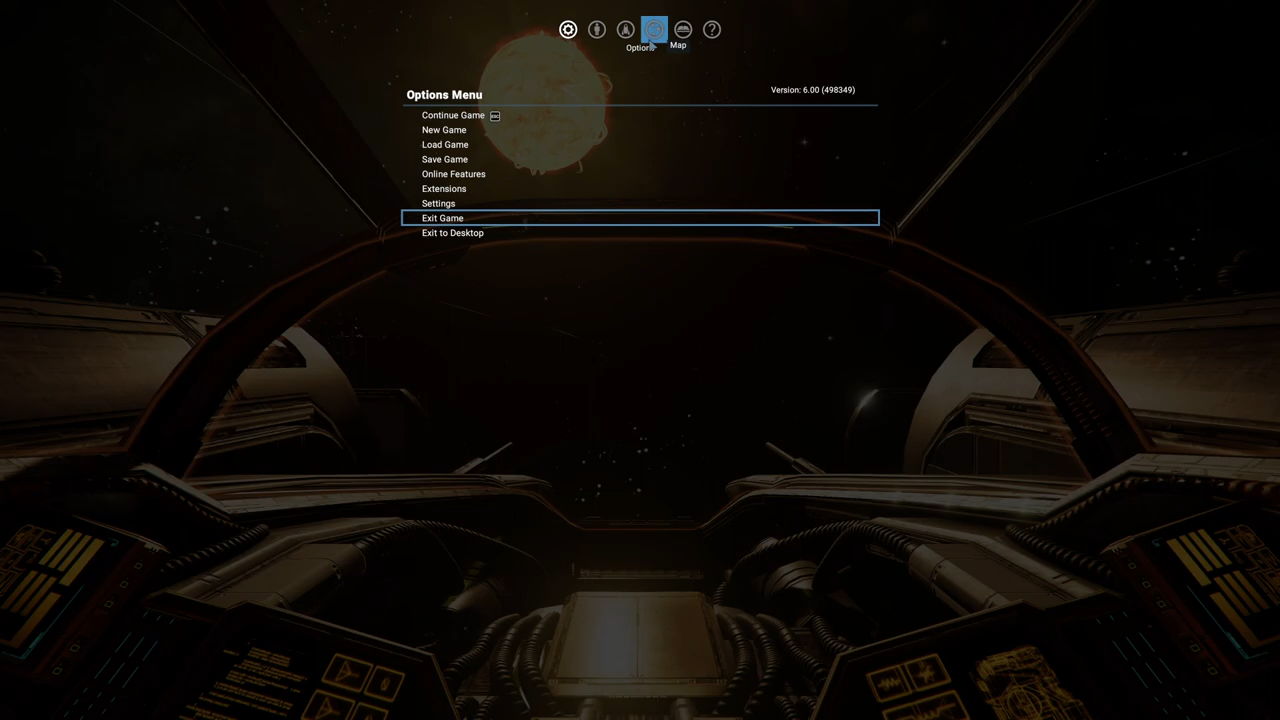 Options
Map
Options Menu
Version: 6.00 (498349)
Continue Game
New Game
Load Game
Save Game
Online Features
Extensions
Settings
Exit Game
Exit to Desktop